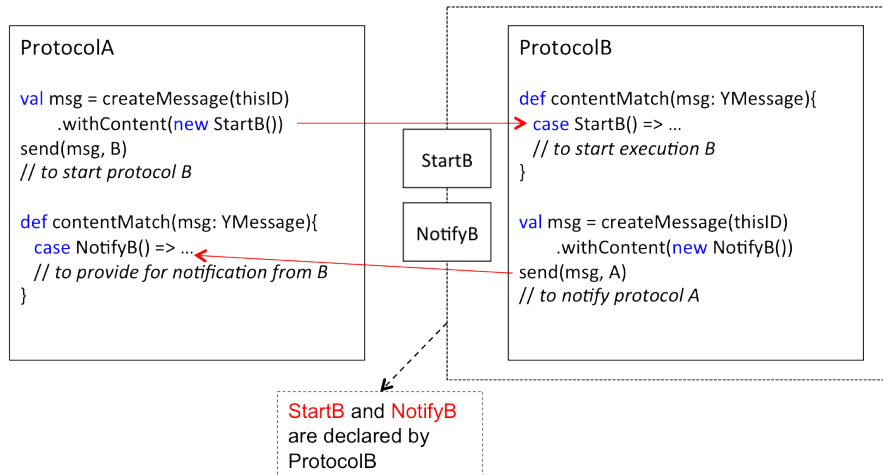 ProtocolA
val msg = createMessage(thisID)
.withContent(new StartB())
send(msg, B)
// to start protocol B
def contentMatch(msg: YMessage){
case NotifyB() => ...
// to provide for notification from B
}
StartB
NotifyB
ProtocolB
def contentMatch(msg: YMessage){
case StartB() => ...
// to start execution B
}
val msg = createMessage(thisID)
.withContent(new NotifyB())
send(msg, A)
// to notify protocol A
StartB and NotifyB
are declared by
ProtocolB